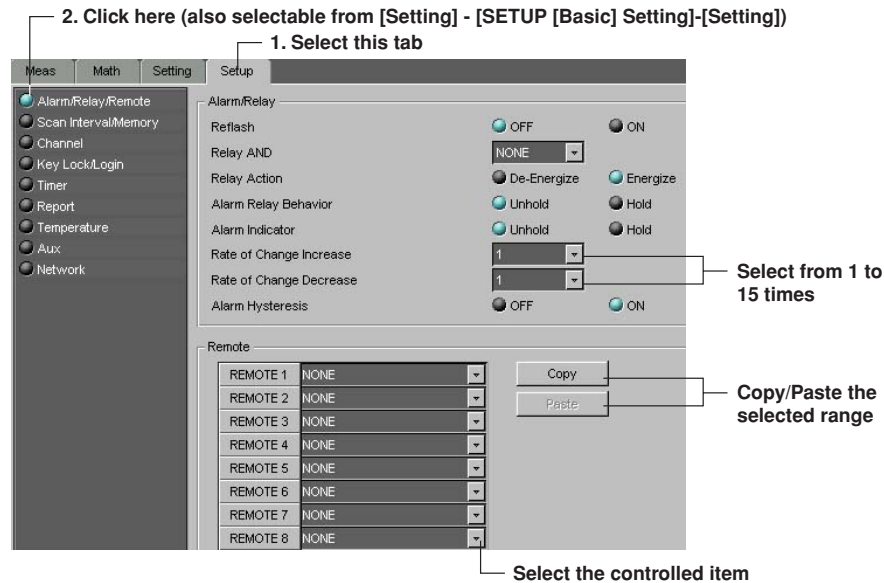 2. Click here (also selectable from [Setting] - [SETUP [Basic] Setting]-[Setting])
1. Select this tab
Meas Math Setting Setup
Alarm/Relay/Remote
Scan Interval/Memory
Channel
Key Lock/Login
Timer
Report
Temperature
Aux
Network
Alarm/Relay
Reflash OFF ON
Relay AND NONE
Relay Action De-Energize Energize
Alarm Relay Behavior Unhold Hold
Alarm Indicator Unhold Hold
Rate of Change Increase 1
Rate of Change Decrease 1
Alarm Hysteresis OFF ON
Select from 1 to
15 times
Remote
REMOTE 1 NONE
REMOTE 2 NONE
REMOTE 3 NONE
REMOTE 4 NONE
REMOTE 5 NONE
REMOTE 6 NONE
REMOTE 7 NONE
REMOTE 8 NONE
Copy
Paste
Copy/Paste the
selected range
Select the controlled item